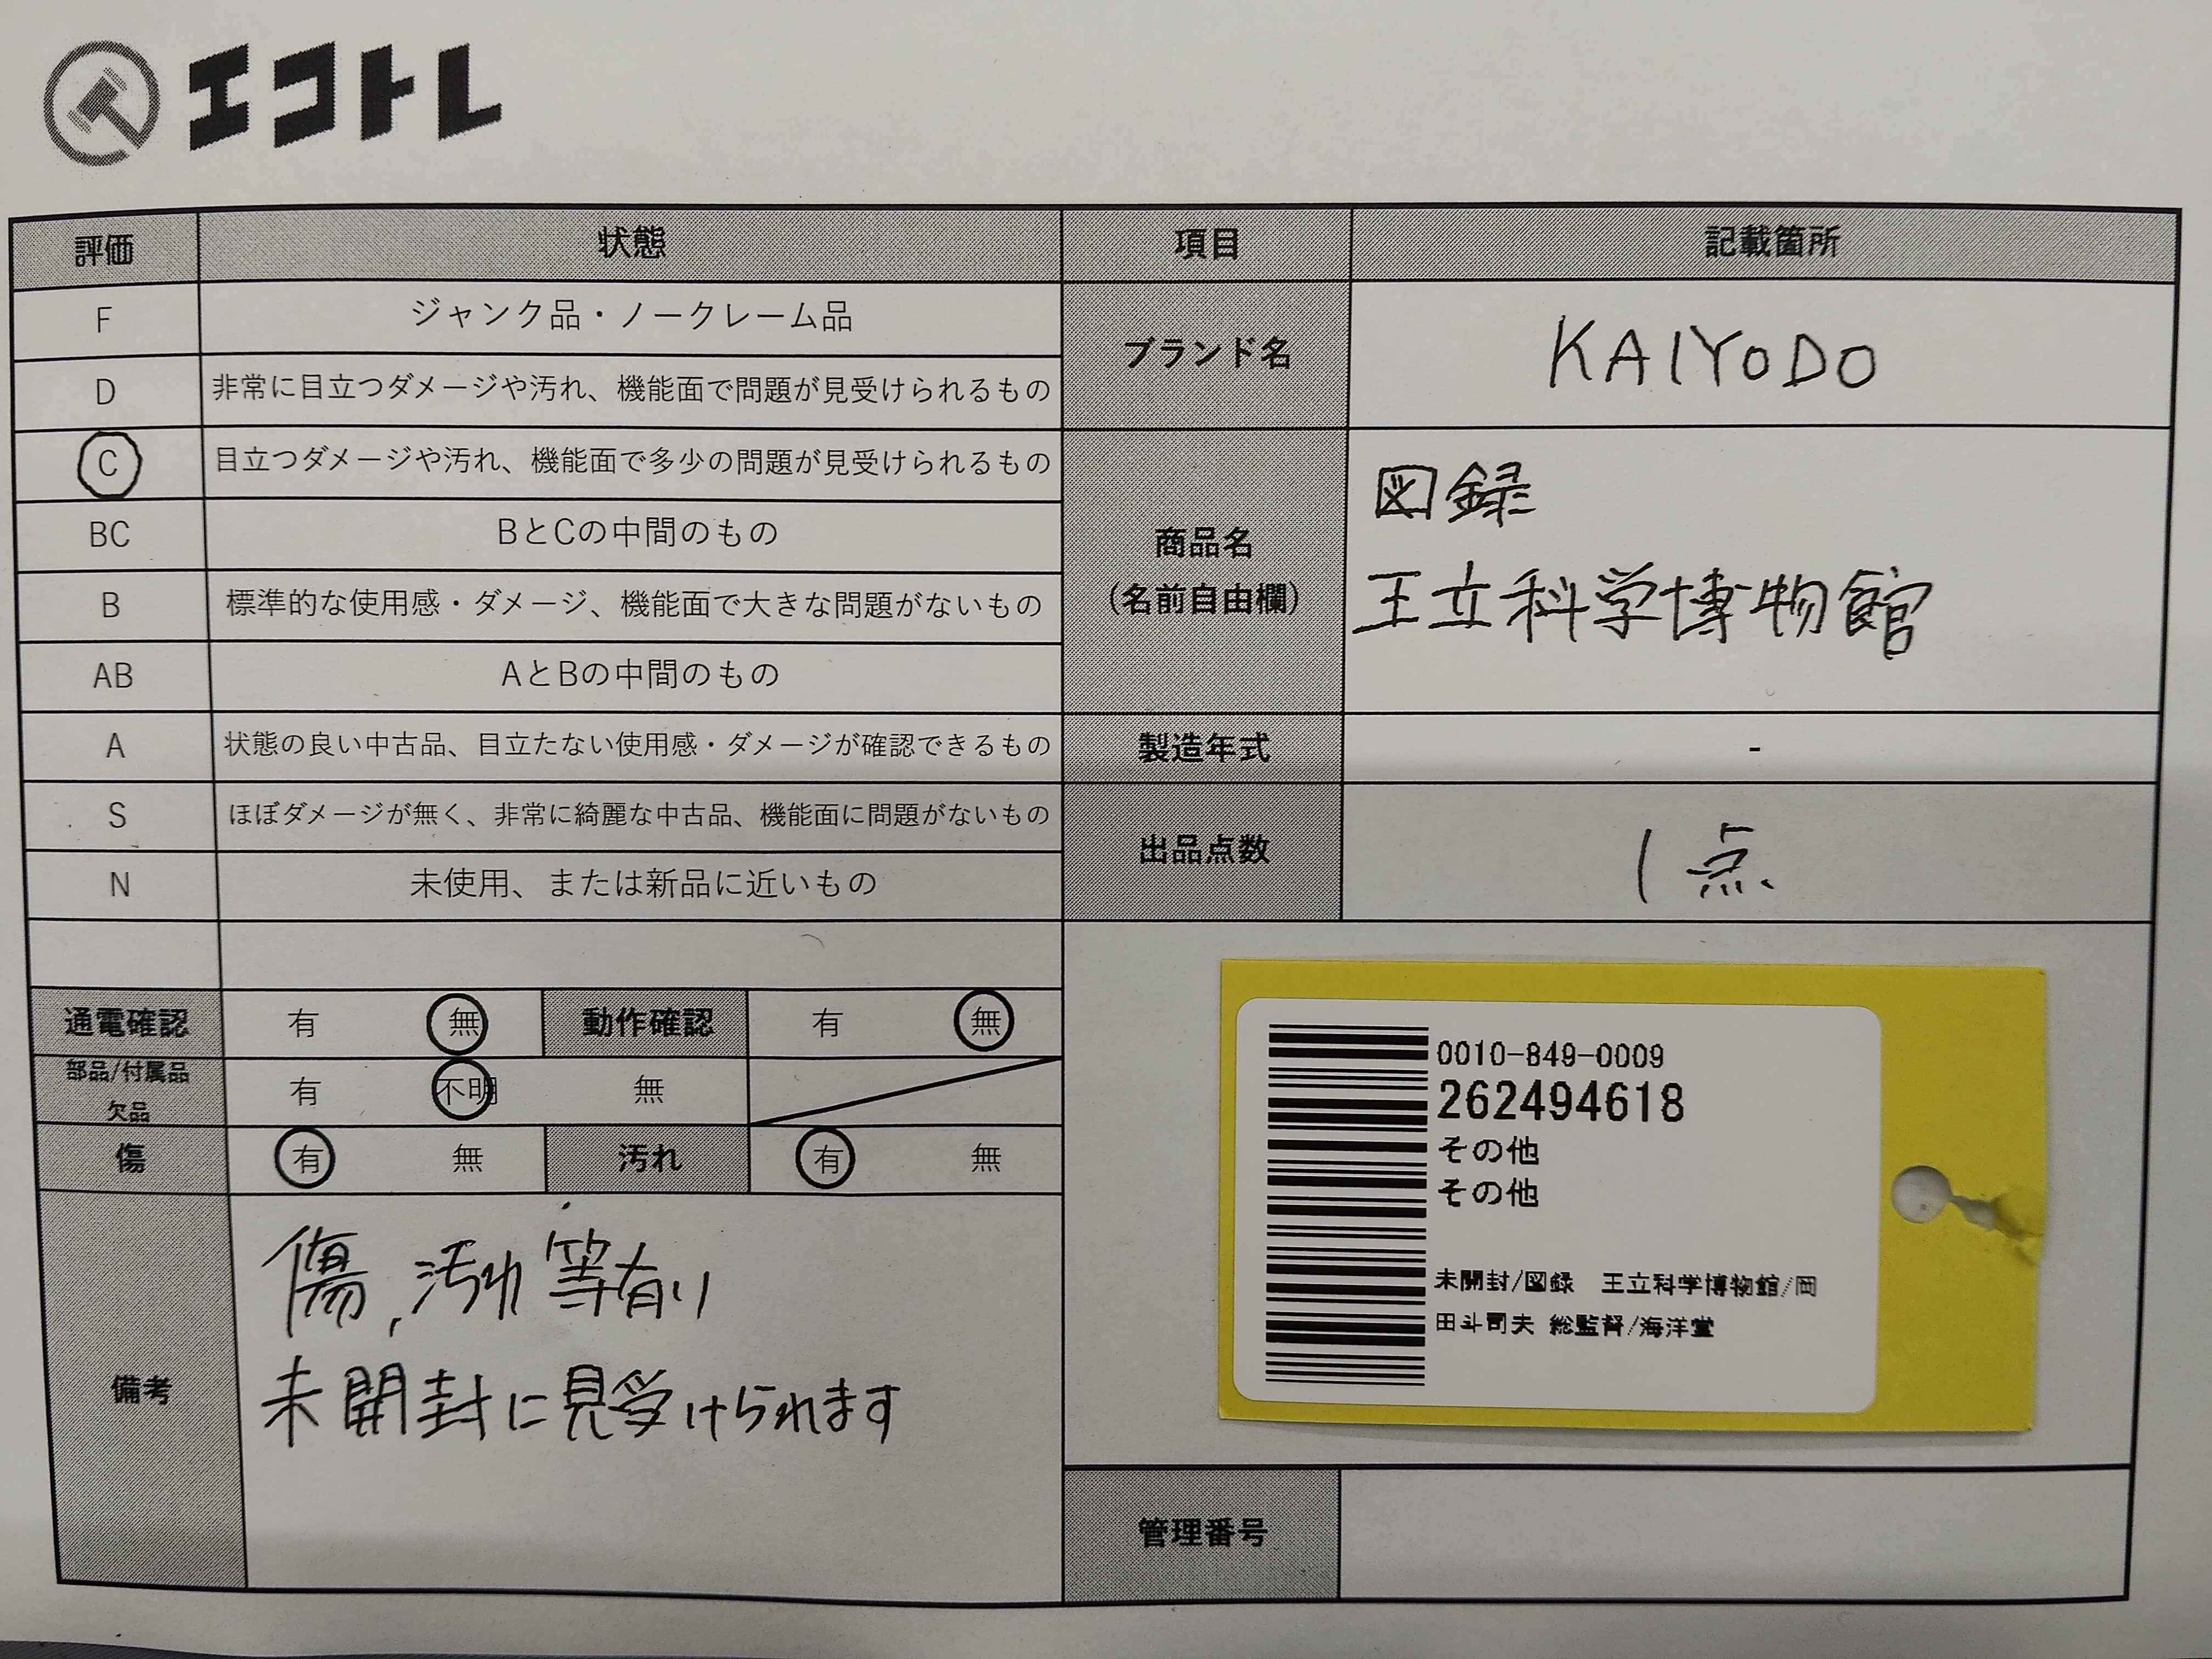 エコトレ
評価 状態 項目 記載箇所
F ジャンク品・ノークレーム品
D 非常に目立つダメージや汚れ、機能面で問題が見受けられるもの
ブランド名 KAIYODO
C 目立つダメージや汚れ、機能面で多少の問題が見受けられるもの
BC BとCの中間のもの
B 標準的な使用感・ダメージ、機能面で大きな問題がないもの
AB AとBの中間のもの
商品名
(名前自由欄)
図録
王立科学博物館
A 状態の良い中古品、目立たない使用感・ダメージが確認できるもの
製造年式 -
S ほぼダメージが無く、非常に綺麗な中古品、機能面に問題がないもの
N 未使用、または新品に近いもの
出品点数 1点
通電確認 有 無 動作確認 有 無
部品/付属品
欠品
有 不明 無
傷 有 無 汚れ 有 無
備考
傷、汚れ等有り
未開封に見受けられます
0010-849-0009
262494618
その他
その他
未開封/図録 王立科学博物館/岡
田斗司夫 総監督/海洋堂
管理番号